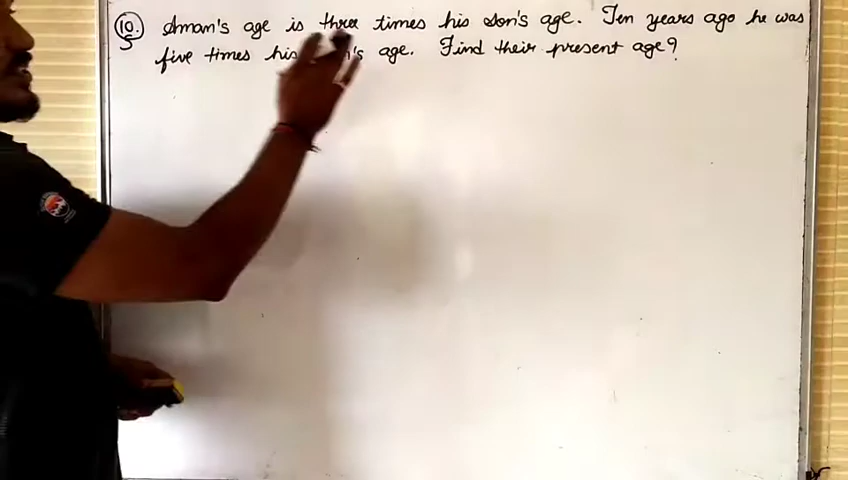 10. Aman's age is three times his son's age. Ten years ago he was
5 five times his 's age. Find their present age?